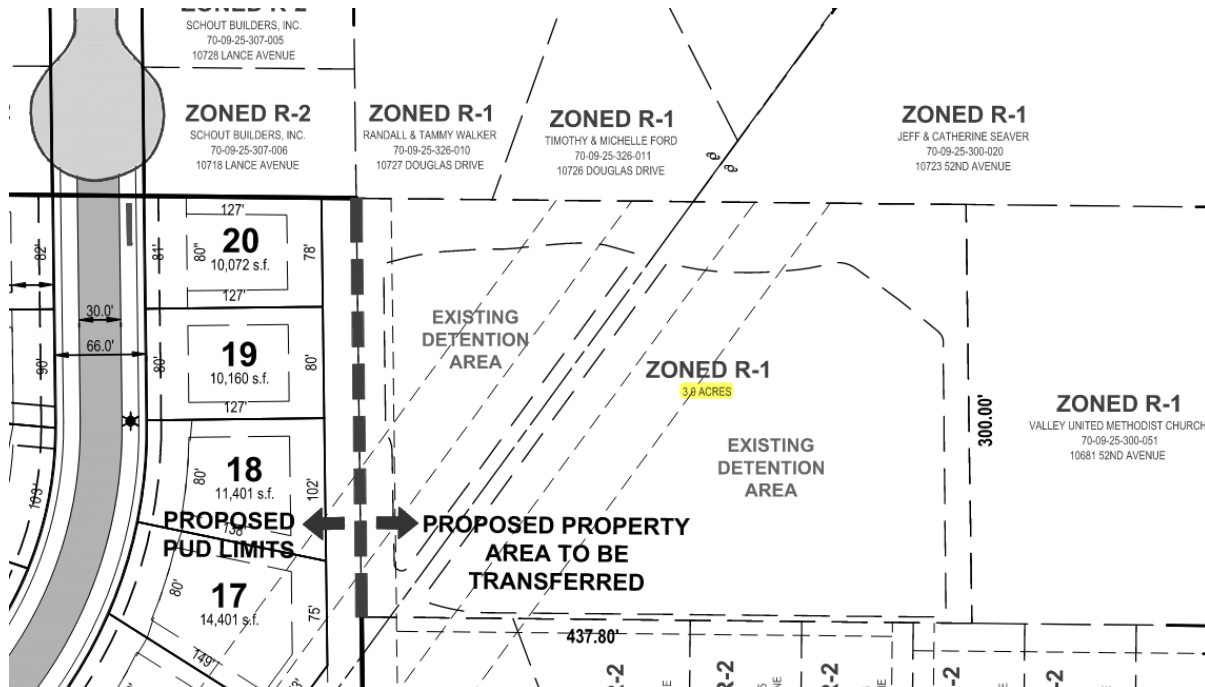 ZONED R-2
SCHOUT BUILDERS, INC.
70-09-25-307-005
10728 LANCE AVENUE
ZONED R-2
SCHOUT BUILDERS, INC.
70-09-25-307-006
10718 LANCE AVENUE
ZONED R-1
RANDALL & TAMMY WALKER
70-09-25-326-010
10727 DOUGLAS DRIVE
ZONED R-1
TIMOTHY & MICHELLE FORD
70-09-25-326-011
10726 DOUGLAS DRIVE
ZONED R-1
JEFF & CATHERINE SEAVER
70-09-25-300-020
10723 52ND AVENUE
127'
20
10,072 s.f.
127'
82'
81'
80"
78'
30.0'
66.0'
19
10,160 s.f.
127'
90'
80'
80'
18
11,401 s.f.
138'
103'
80'
102'
PROPOSED
PUD LIMITS
17
14,401 s.f.
80'
75'
149'
EXISTING
DETENTION
AREA
ZONED R-1
3.9 ACRES
EXISTING
DETENTION
AREA
300.00'
ZONED R-1
VALLEY UNITED METHODIST CHURCH
70-09-25-300-051
10681 52ND AVENUE
PROPOSED PROPERTY
AREA TO BE
TRANSFERRED
437.80'
R-2
R-2
R-2
-2
-2